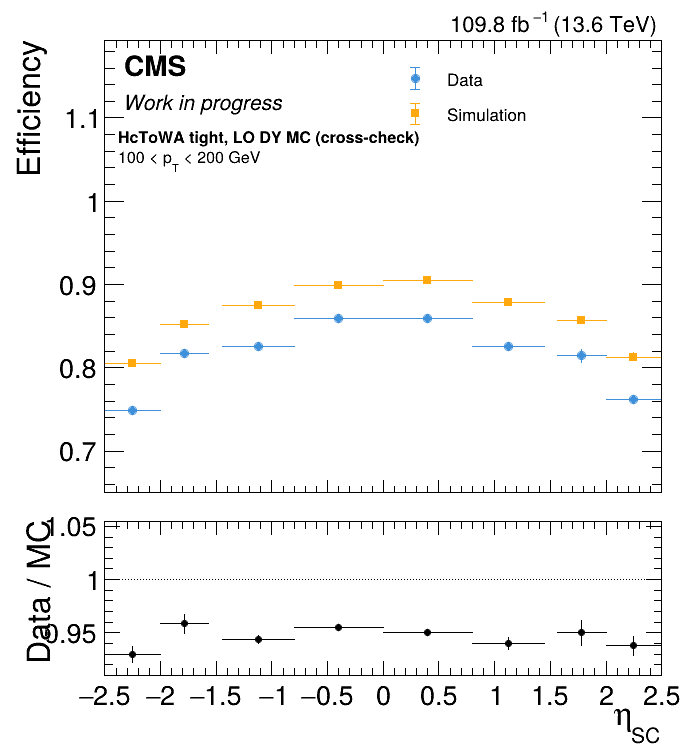 109.8 fb⁻¹ (13.6 TeV)
Efficiency
CMS
Work in progress
HcToWA tight, LO DY MC (cross-check)
100 < p_T < 200 GeV
Data
Simulation
1.1
1
0.9
0.8
0.7
Data / MC
1.05
1
0.95
−2.5 −2 −1.5 −1 −0.5 0 0.5 1 1.5 2 2.5
η_SC